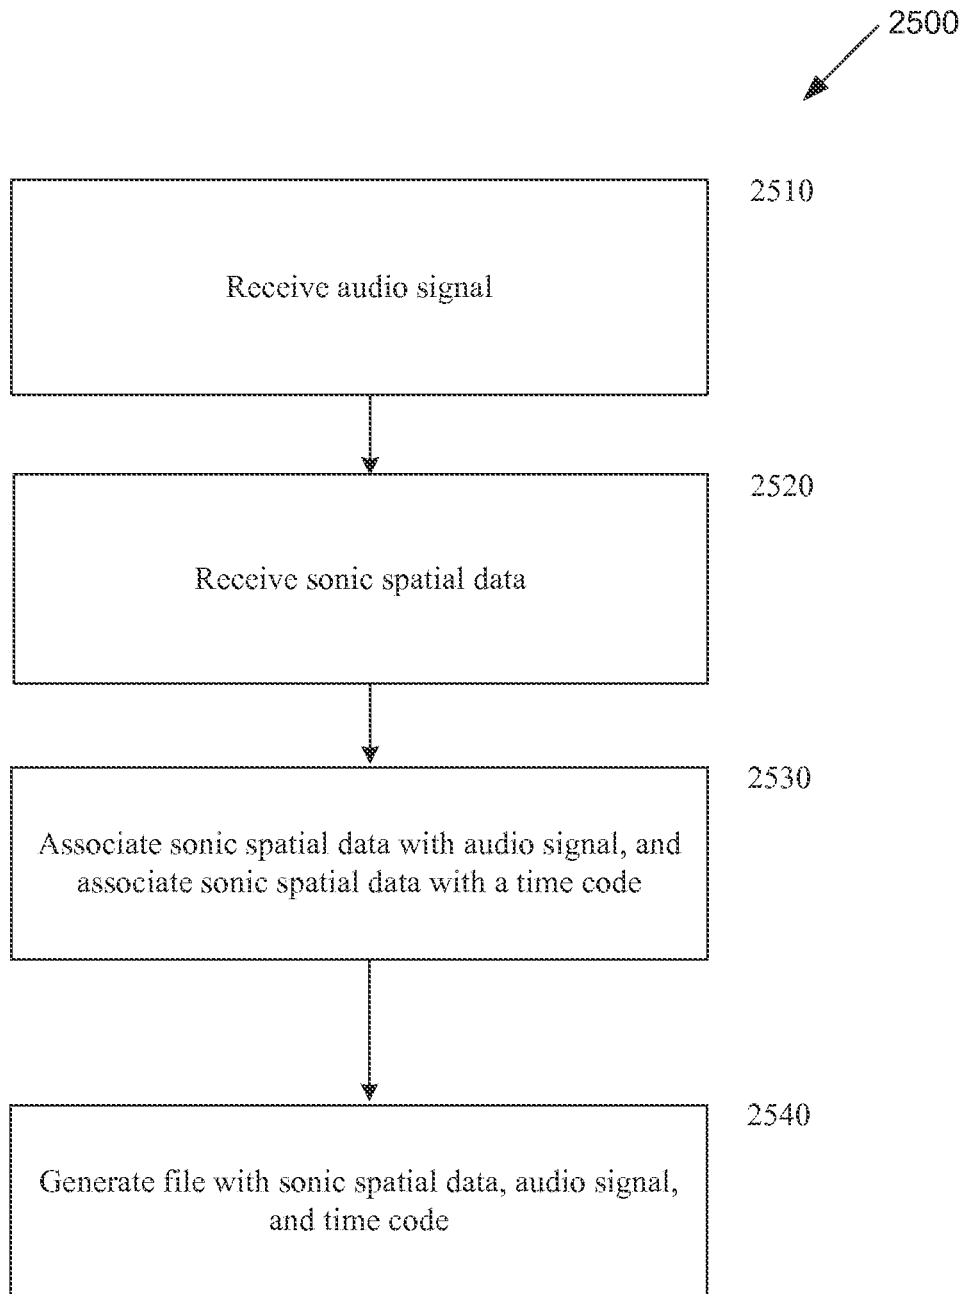 2500
2510
Receive audio signal
2520
Receive sonic spatial data
2530
Associate sonic spatial data with audio signal, and
associate sonic spatial data with a time code
2540
Generate file with sonic spatial data, audio signal,
and time code